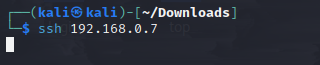 ┌──(kali㉿kali)-[~/Downloads]
└─$ ssh 192.168.0.7